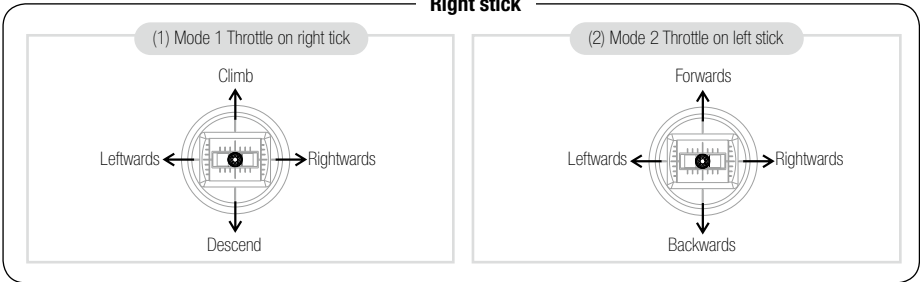 Right stick
(1) Mode 1 Throttle on right tick
(2) Mode 2 Throttle on left stick
Climb
Leftwards
Rightwards
Descend
Forwards
Leftwards
Rightwards
Backwards